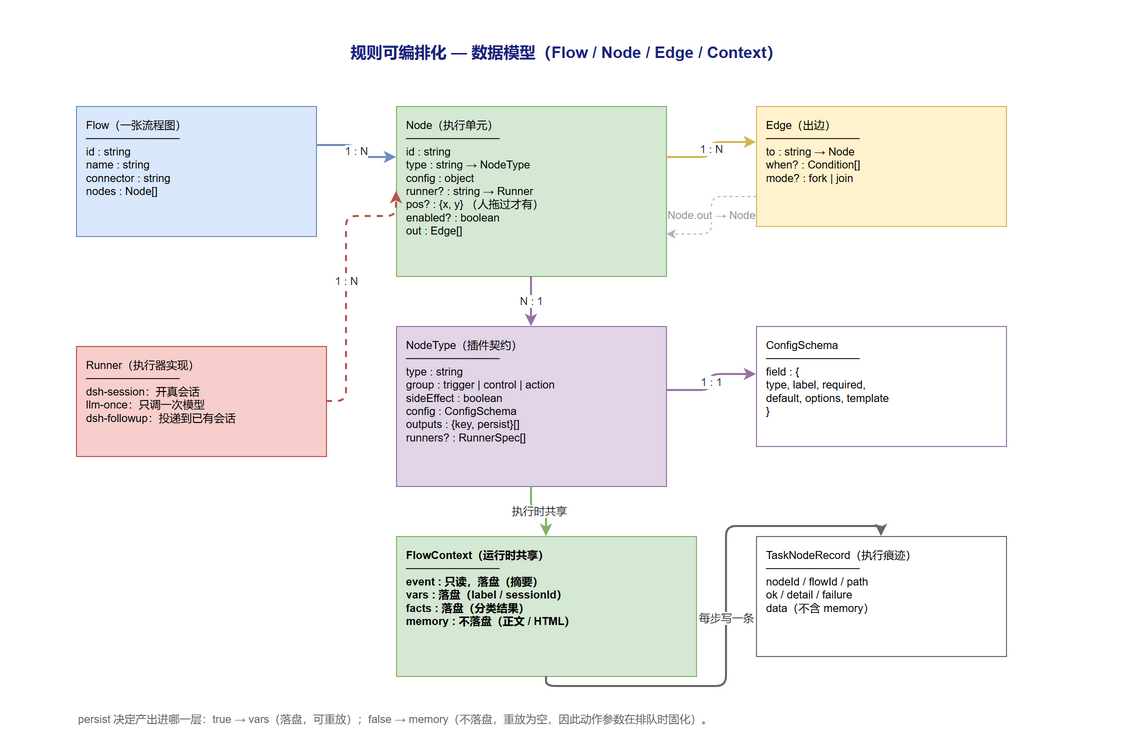 规则可编排化 — 数据模型（Flow / Node / Edge / Context）
Flow（一张流程图）
id : string
name : string
connector : string
nodes : Node[]
1 : N
Node（执行单元）
id : string
type : string → NodeType
config : object
runner? : string → Runner
pos? : {x, y} （人拖过才有）
enabled? : boolean
out : Edge[]
1 : N
Edge（出边）
to : string → Node
when? : Condition[]
mode? : fork | join
Node.out → Node
1 : N
N : 1
Runner（执行器实现）
dsh-session：开真会话
llm-once：只调一次模型
dsh-followup：投递到已有会话
NodeType（插件契约）
type : string
group : trigger | control | action
sideEffect : boolean
config : ConfigSchema
outputs : {key, persist}[]
runners? : RunnerSpec[]
1 : 1
ConfigSchema
field : {
type, label, required,
default, options, template
}
执行时共享
FlowContext（运行时共享）
event : 只读，落盘（摘要）
vars : 落盘（label / sessionId）
facts : 落盘（分类结果）
memory : 不落盘（正文 / HTML）
每步写一条
TaskNodeRecord（执行痕迹）
nodeId / flowId / path
ok / detail / failure
data（不含 memory）
persist 决定产出进哪一层：true → vars（落盘，可重放）；false → memory（不落盘，重放为空，因此动作参数在排队时固化）。